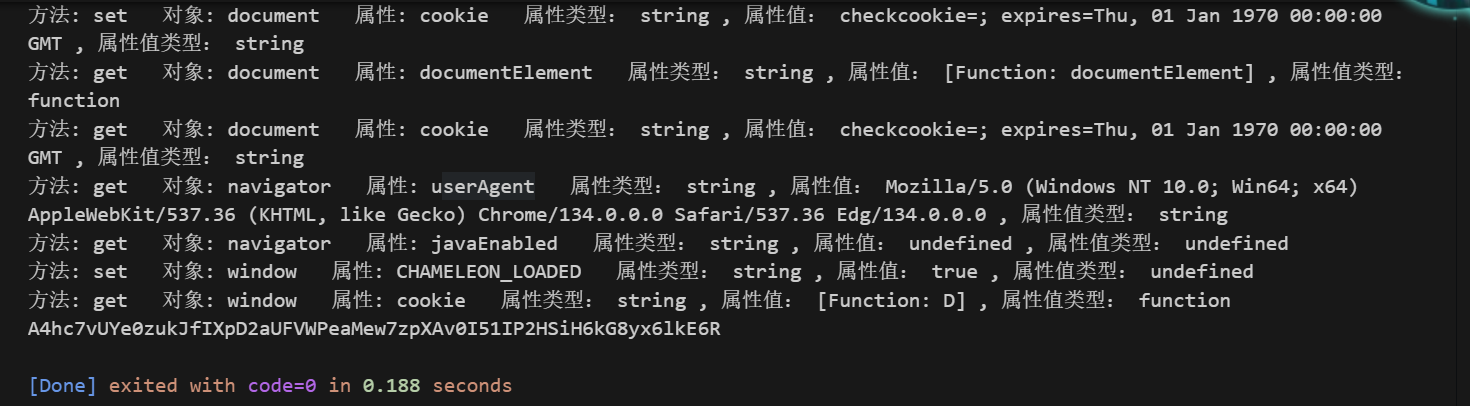 方法: set   对象: document   属性: cookie   属性类型:  string , 属性值:  checkcookie=; expires=Thu, 01 Jan 1970 00:00:00
GMT , 属性值类型:  string
方法: get   对象: document   属性: documentElement   属性类型:  string , 属性值:  [Function: documentElement] , 属性值类型:
function
方法: get   对象: document   属性: cookie   属性类型:  string , 属性值:  checkcookie=; expires=Thu, 01 Jan 1970 00:00:00
GMT , 属性值类型:  string
方法: get   对象: navigator   属性: userAgent   属性类型:  string , 属性值:  Mozilla/5.0 (Windows NT 10.0; Win64; x64)
AppleWebKit/537.36 (KHTML, like Gecko) Chrome/134.0.0.0 Safari/537.36 Edg/134.0.0.0 , 属性值类型:  string
方法: get   对象: navigator   属性: javaEnabled   属性类型:  string , 属性值:  undefined , 属性值类型:  undefined
方法: set   对象: window   属性: CHAMELEON_LOADED   属性类型:  string , 属性值:  true , 属性值类型:  undefined
方法: get   对象: window   属性: cookie   属性类型:  string , 属性值:  [Function: D] , 属性值类型:  function
A4hc7vUYe0zukJfIXpD2aUFVWPeaMew7zpXAv0I51IP2HSiH6kG8yx6lkE6R
[Done] exited with code=0 in 0.188 seconds